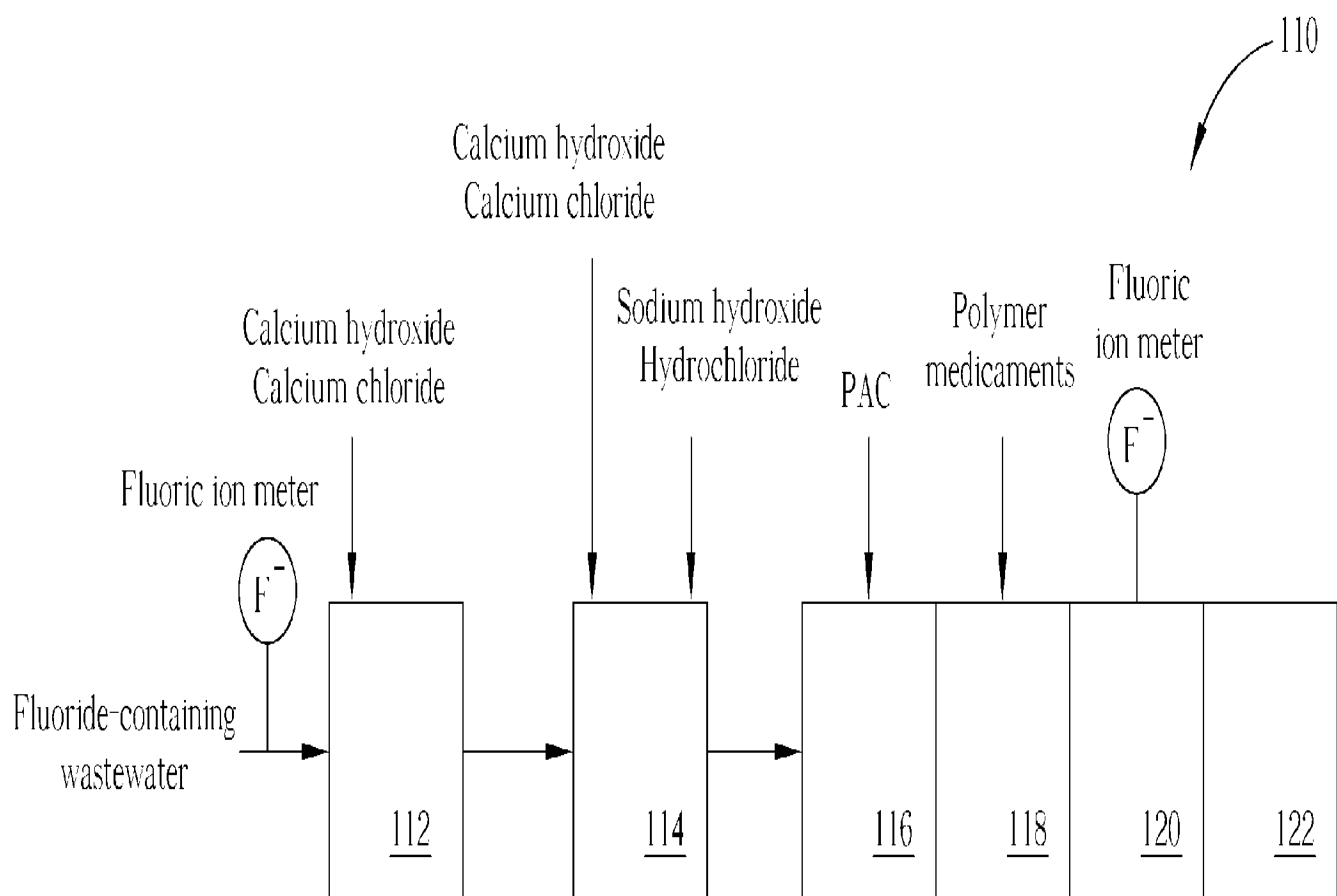 110
Calcium hydroxide
Calcium chloride
Sodium hydroxide
Hydrochloride
Polymer
medicaments
Fluoric
ion meter
Calcium hydroxide
Calcium chloride
PAC
F⁻
Fluoric ion meter
F⁻
Fluoride-containing
wastewater
112
114
116
118
120
122